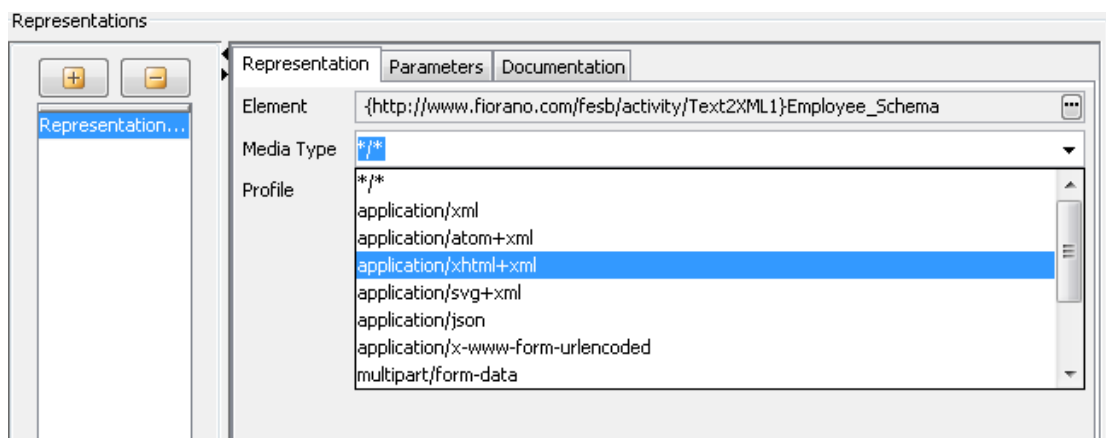 Representations
Representation...
Representation Parameters Documentation
Element {http://www.fiorano.com/fesb/activity/Text2XML1}Employee_Schema
Media Type */*
Profile
*/*
application/xml
application/atom+xml
application/xhtml+xml
application/svg+xml
application/json
application/x-www-form-urlencoded
multipart/form-data